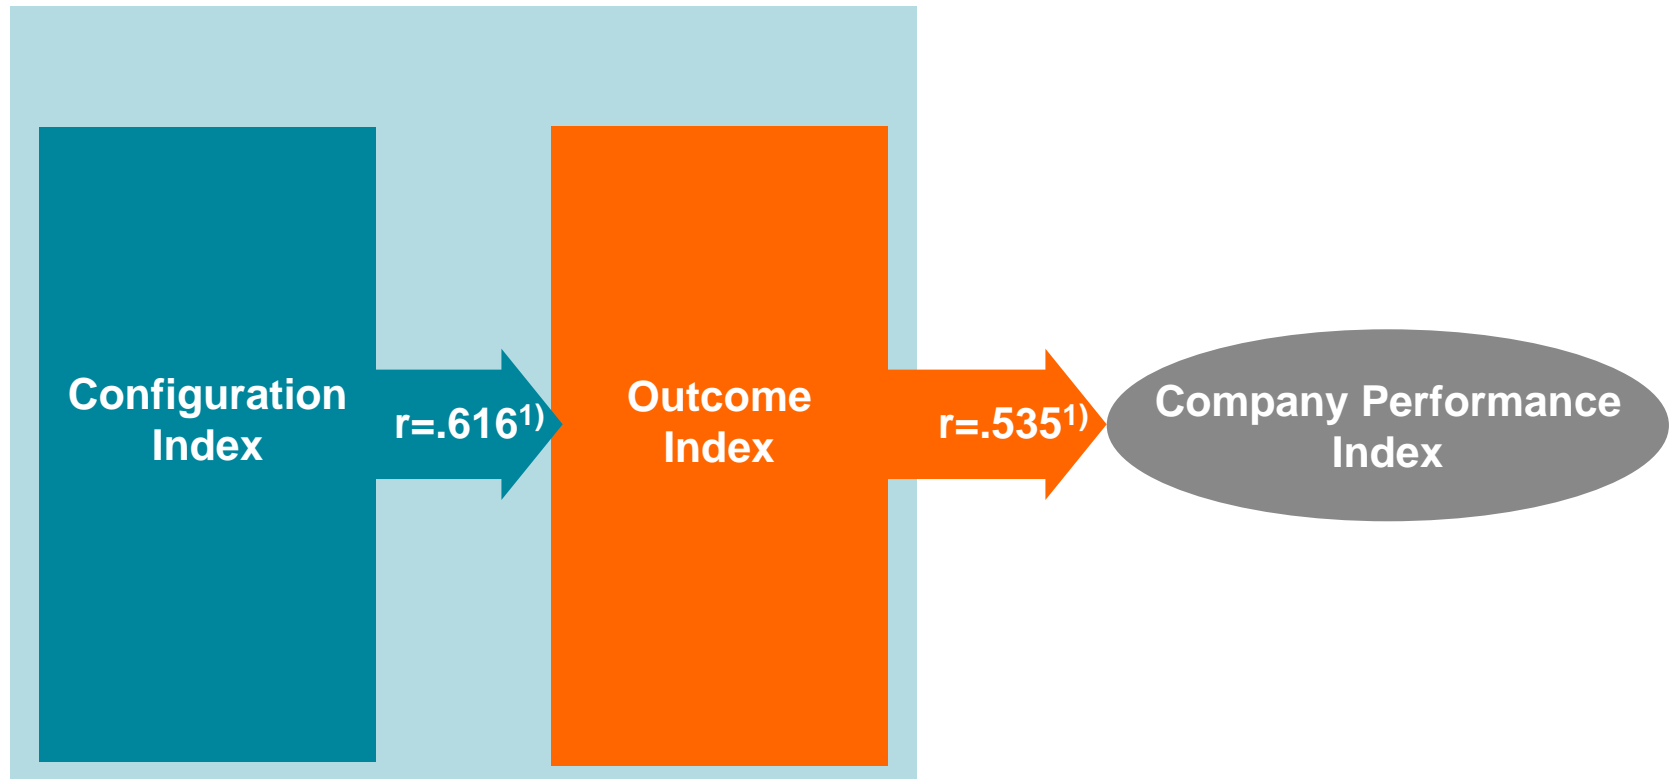 Configuration
Index
r=.616¹⁾
Outcome
Index
r=.535¹⁾
Company Performance
Index